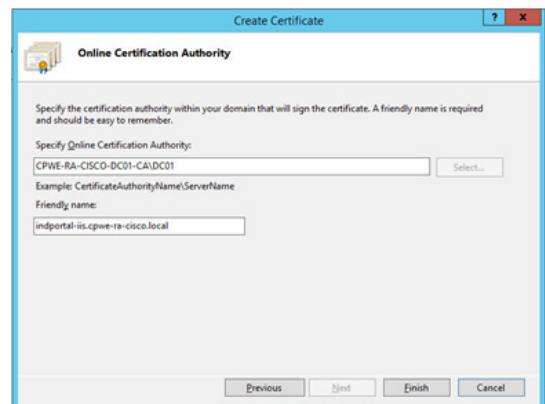 Create Certificate
? x
Online Certification Authority
Specify the certification authority within your domain that will sign the certificate. A friendly name is required
and should be easy to remember.
Specify Online Certification Authority:
CPWE-RA-CISCO-DC01-CA\DC01
Select...
Example: CertificateAuthorityName\ServerName
Friendly name:
indportal-iis.cpwe-ra-cisco.local
Previous Next Finish Cancel